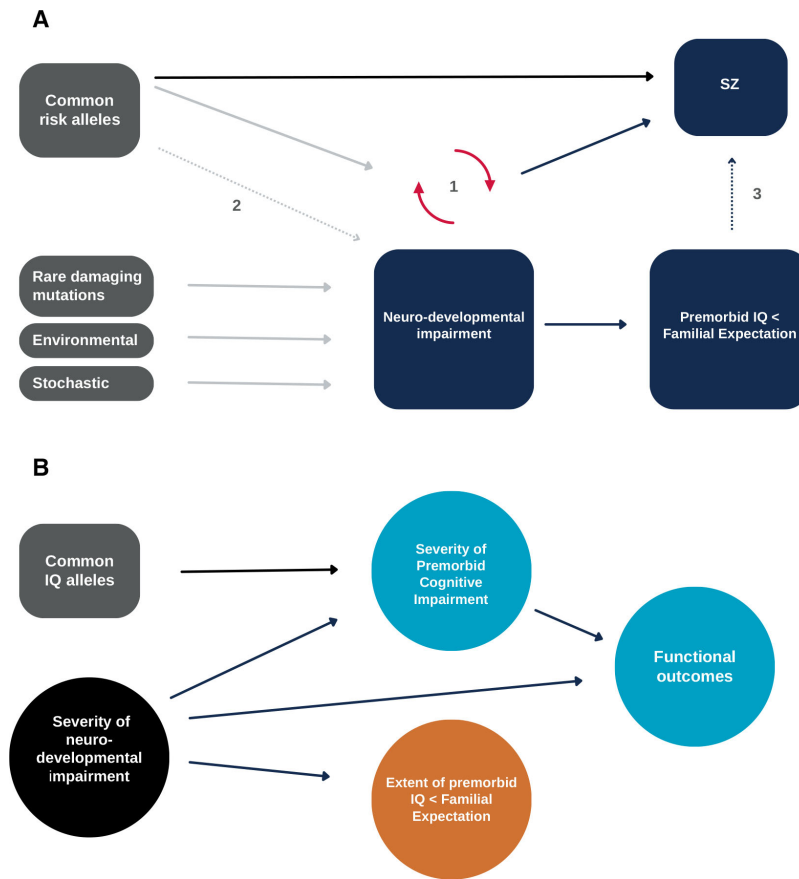 A
Common
risk alleles
SZ
1
2
3
Rare damaging
mutations
Environmental
Stochastic
Neuro-developmental
impairment
Premorbid IQ <
Familial Expectation
B
Common
IQ alleles
Severity of
Premorbid
Cognitive
Impairment
Functional
outcomes
Severity of
neuro-
developmental
impairment
Extent of premorbid
IQ < Familial
Expectation